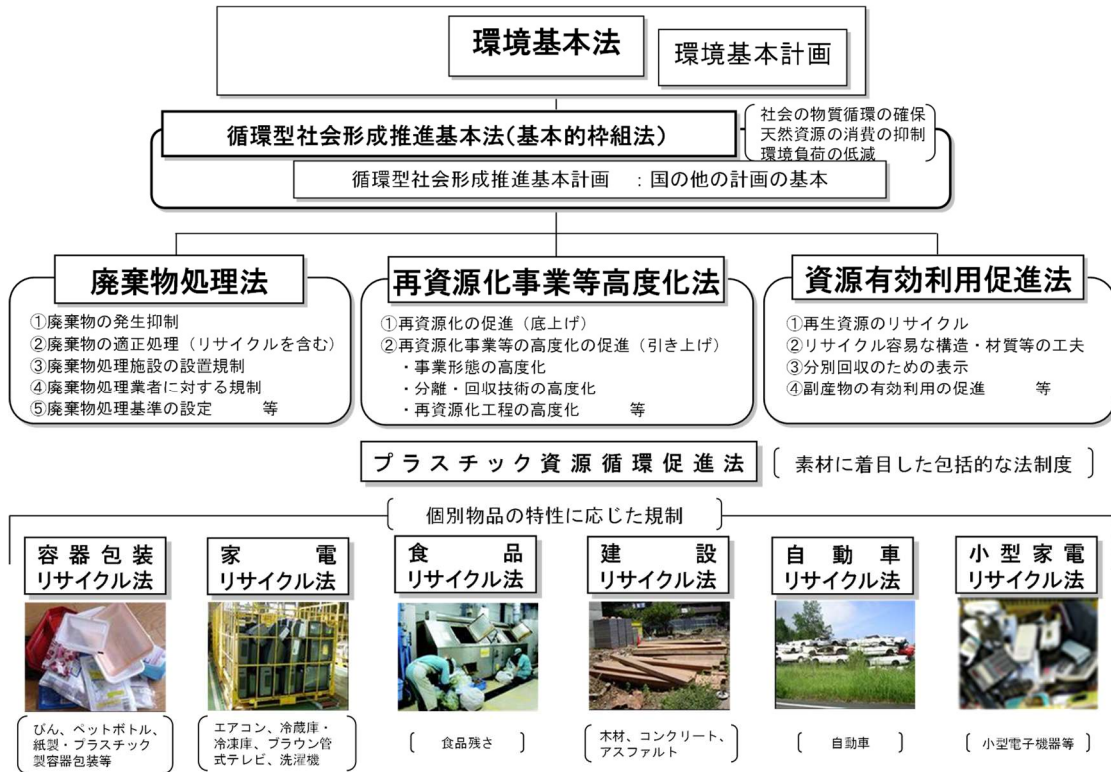 環境基本法
環境基本計画
循環型社会形成推進基本法(基本的枠組法)
社会の物質循環の確保
天然資源の消費の抑制
環境負荷の低減
循環型社会形成推進基本計画 :国の他の計画の基本
廃棄物処理法
①廃棄物の発生抑制
②廃棄物の適正処理(リサイクルを含む)
③廃棄物処理施設の設置規制
④廃棄物処理業者に対する規制
⑤廃棄物処理基準の設定 等
再資源化事業等高度化法
①再資源化の促進(底上げ)
②再資源化事業等の高度化の促進(引き上げ)
・事業形態の高度化
・分離・回収技術の高度化
・再資源化工程の高度化 等
資源有効利用促進法
①再生資源のリサイクル
②リサイクル容易な構造・材質等の工夫
③分別回収のための表示
④副産物の有効利用の促進 等
プラスチック資源循環促進法
素材に着目した包括的な法制度
個別物品の特性に応じた規制
容器包装
リサイクル法
びん、ペットボトル、
紙製・プラスチック
製容器包装等
家電
リサイクル法
エアコン、冷蔵庫・
冷凍庫、ブラウン管
式テレビ、洗濯機
食品
リサイクル法
食品残さ
建設
リサイクル法
木材、コンクリート、
アスファルト
自動車
リサイクル法
自動車
小型家電
リサイクル法
小型電子機器等